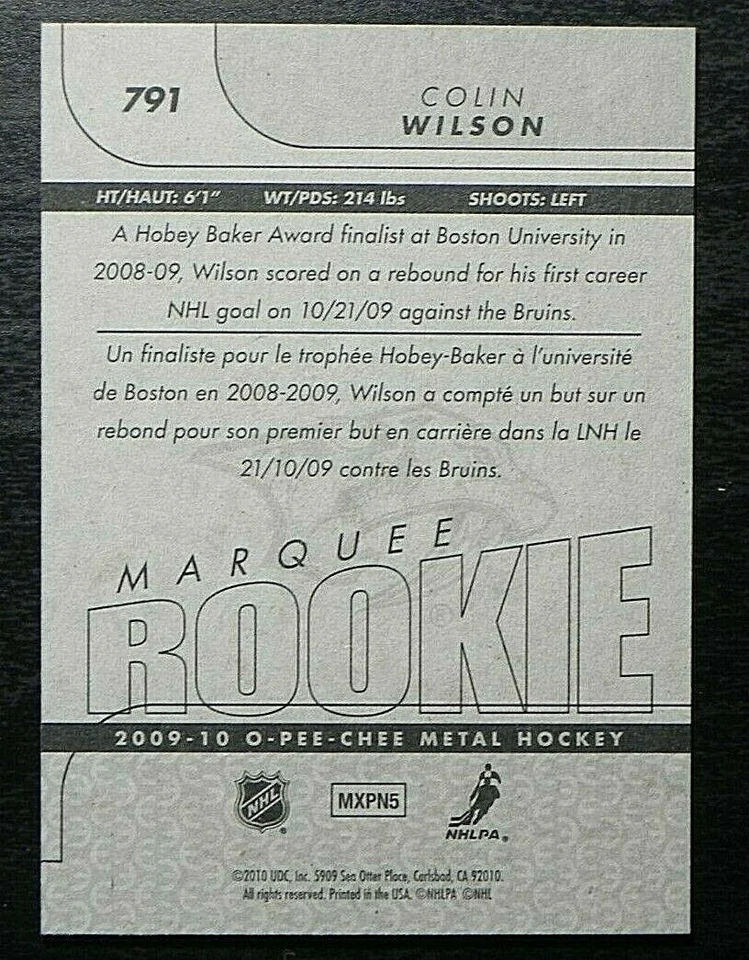 791
COLIN
WILSON
HT/HAUT: 6'1" WT/PDS: 214 lbs SHOOTS: LEFT
A Hobey Baker Award finalist at Boston University in
2008-09, Wilson scored on a rebound for his first career
NHL goal on 10/21/09 against the Bruins.
Un finaliste pour le trophée Hobey-Baker à l'université
de Boston en 2008-2009, Wilson a compté un but sur un
rebond pour son premier but en carrière dans la LNH le
21/10/09 contre les Bruins.
MARQUEE
ROOKIE
®
2009-10 O-PEE-CHEE METAL HOCKEY
NHL ® MXPN5 NHLPA®
©2010 UDC, Inc. 5909 Sea Otter Place, Carlsbad, CA 92010.
All rights reserved. Printed in the USA. ©NHLPA ©NHL